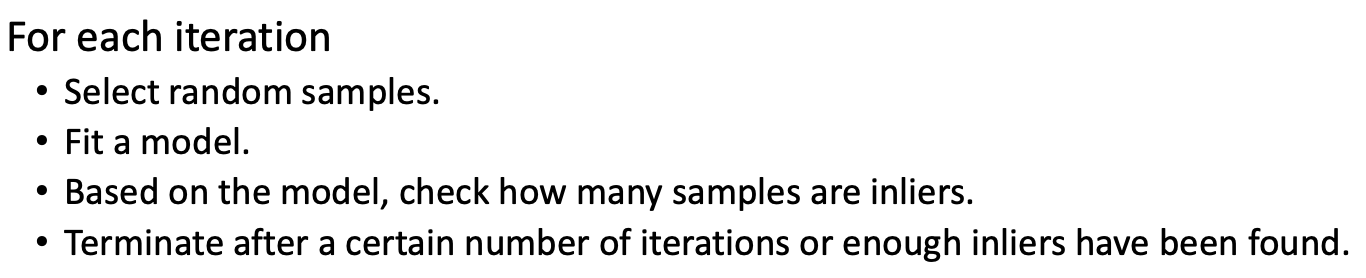 For each iteration
• Select random samples.
• Fit a model.
• Based on the model, check how many samples are inliers.
• Terminate after a certain number of iterations or enough inliers have been found.